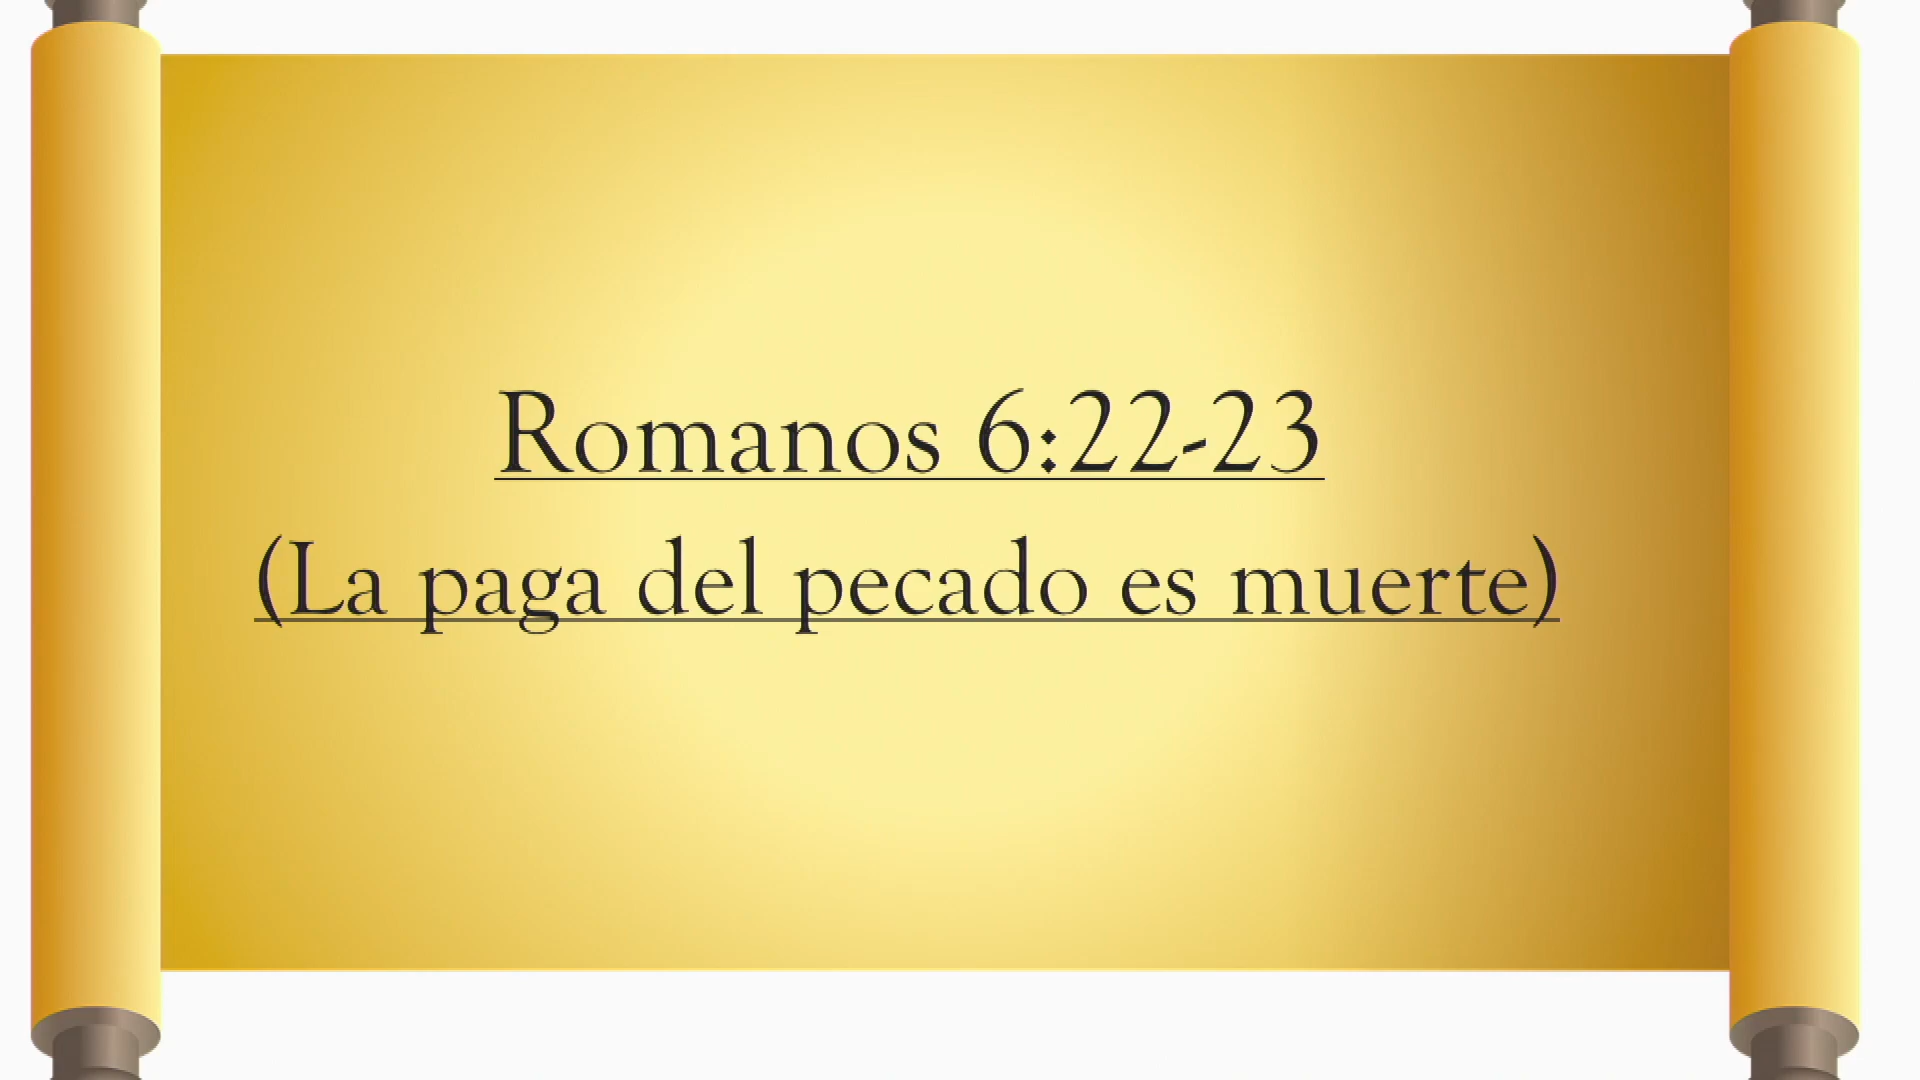 Romanos 6:22-23
(La paga del pecado es muerte)